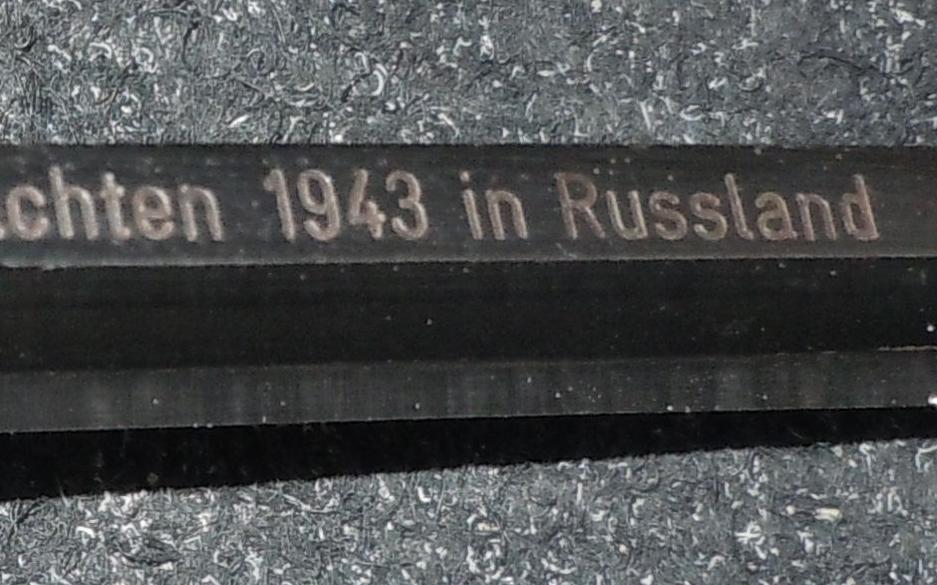 chten 1943 in Russland